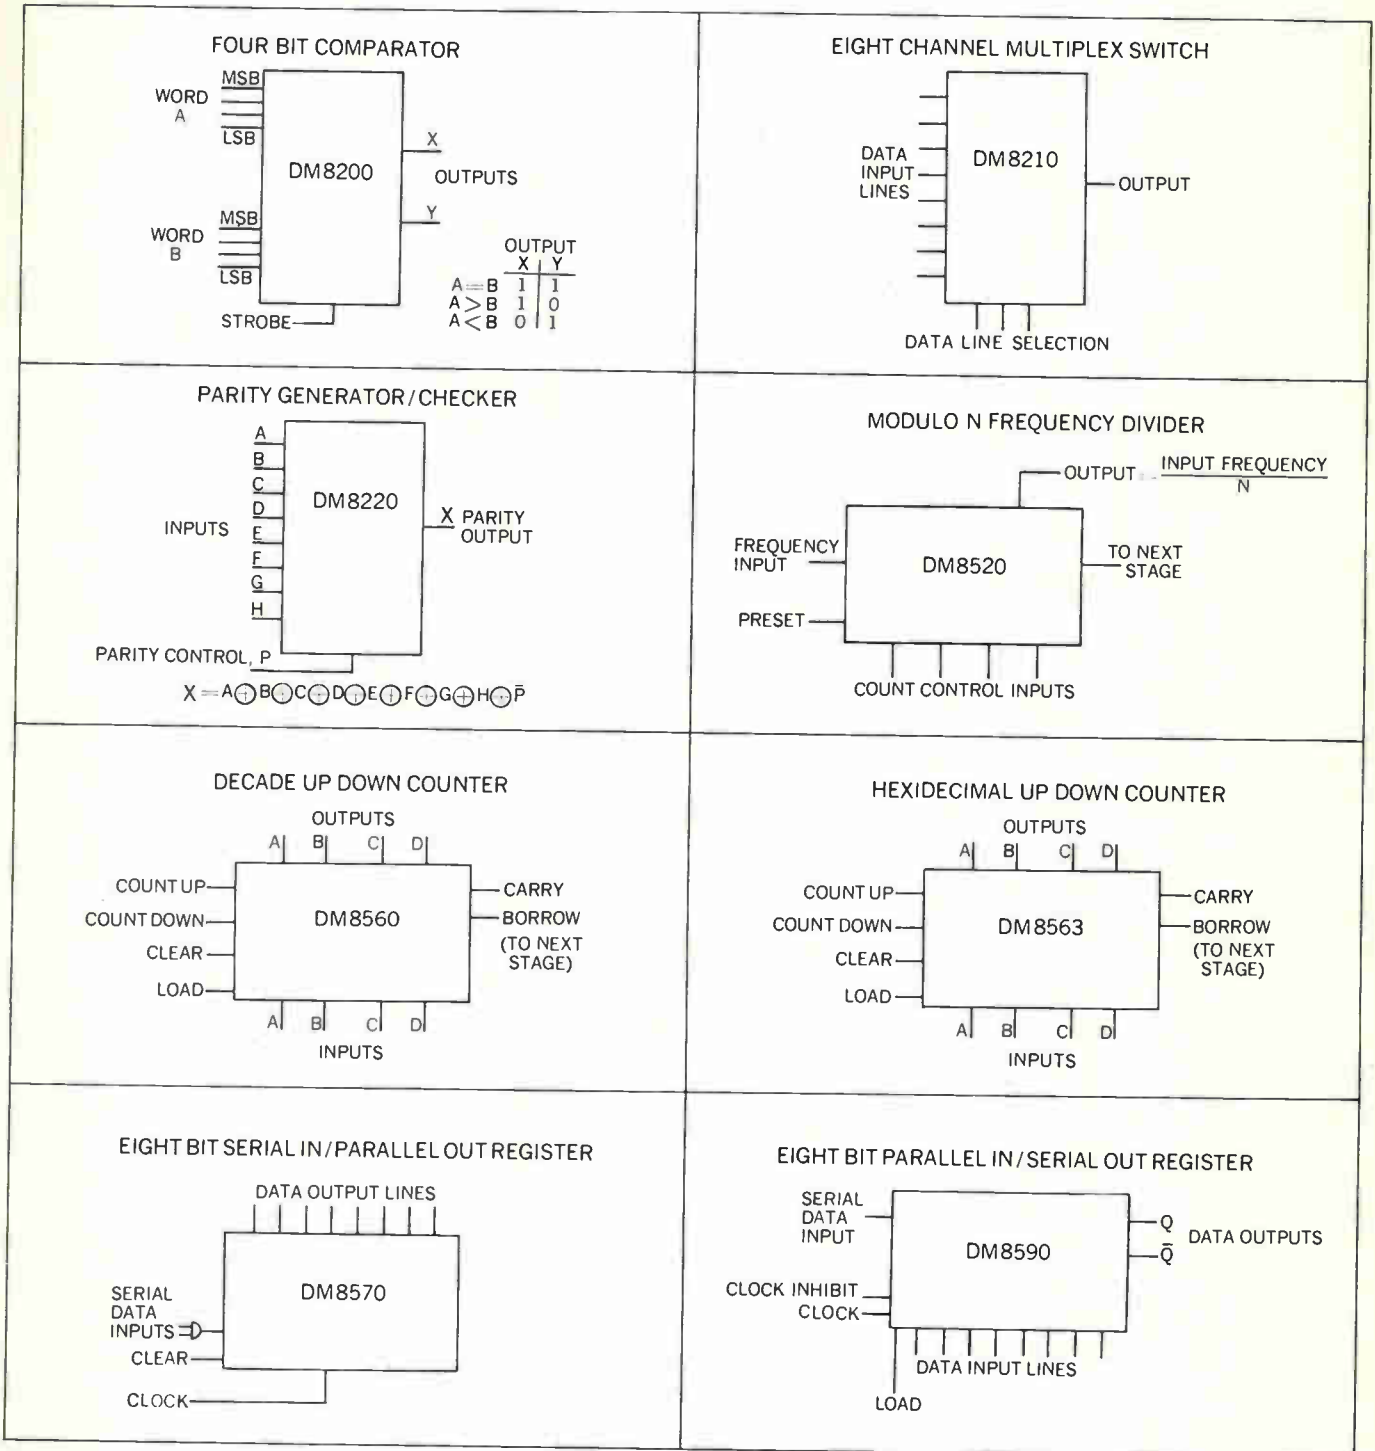 FOUR BIT COMPARATOR
MSB
WORD
A
LSB
DM8200
X
OUTPUTS
Y
MSB
WORD
B
LSB
STROBE
OUTPUT
X Y
A=B 1 1
A>B 1 0
A<B 0 1
EIGHT CHANNEL MULTIPLEX SWITCH
DATA
INPUT
LINES
DM8210
OUTPUT
DATA LINE SELECTION
PARITY GENERATOR/CHECKER
A
B
C
D
E
F
G
H
INPUTS
DM8220
X PARITY
OUTPUT
PARITY CONTROL, P
X=A⊕B⊕C⊕D⊕E⊕F⊕G⊕H⊕P̄
MODULO N FREQUENCY DIVIDER
OUTPUT = INPUT FREQUENCY
N
FREQUENCY
INPUT
DM8520
TO NEXT
STAGE
PRESET
COUNT CONTROL INPUTS
DECADE UP DOWN COUNTER
OUTPUTS
A B C D
COUNT UP
COUNT DOWN
CLEAR
LOAD
DM8560
CARRY
BORROW
(TO NEXT
STAGE)
A B C D
INPUTS
HEXIDECIMAL UP DOWN COUNTER
OUTPUTS
A B C D
COUNT UP
COUNT DOWN
CLEAR
LOAD
DM8563
CARRY
BORROW
(TO NEXT
STAGE)
A B C D
INPUTS
EIGHT BIT SERIAL IN/PARALLEL OUT REGISTER
DATA OUTPUT LINES
DM8570
SERIAL
DATA
INPUTS
CLEAR
CLOCK
EIGHT BIT PARALLEL IN/SERIAL OUT REGISTER
SERIAL
DATA
INPUT
DM8590
Q
Q̄
DATA OUTPUTS
CLOCK INHIBIT
CLOCK
DATA INPUT LINES
LOAD